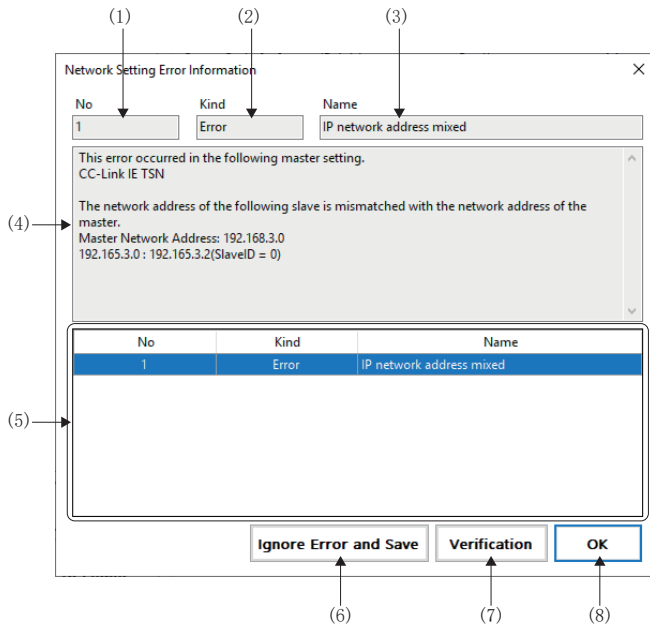 (1) (2) (3)
Network Setting Error Information
No Kind Name
1 Error IP network address mixed
This error occurred in the following master setting.
CC-Link IE TSN
The network address of the following slave is mismatched with the network address of the
(4)
master.
Master Network Address: 192.168.3.0
192.165.3.0 : 192.165.3.2(SlaveID = 0)
No Kind Name
1 Error IP network address mixed
(5)
Ignore Error and Save Verification OK
(6) (7) (8)